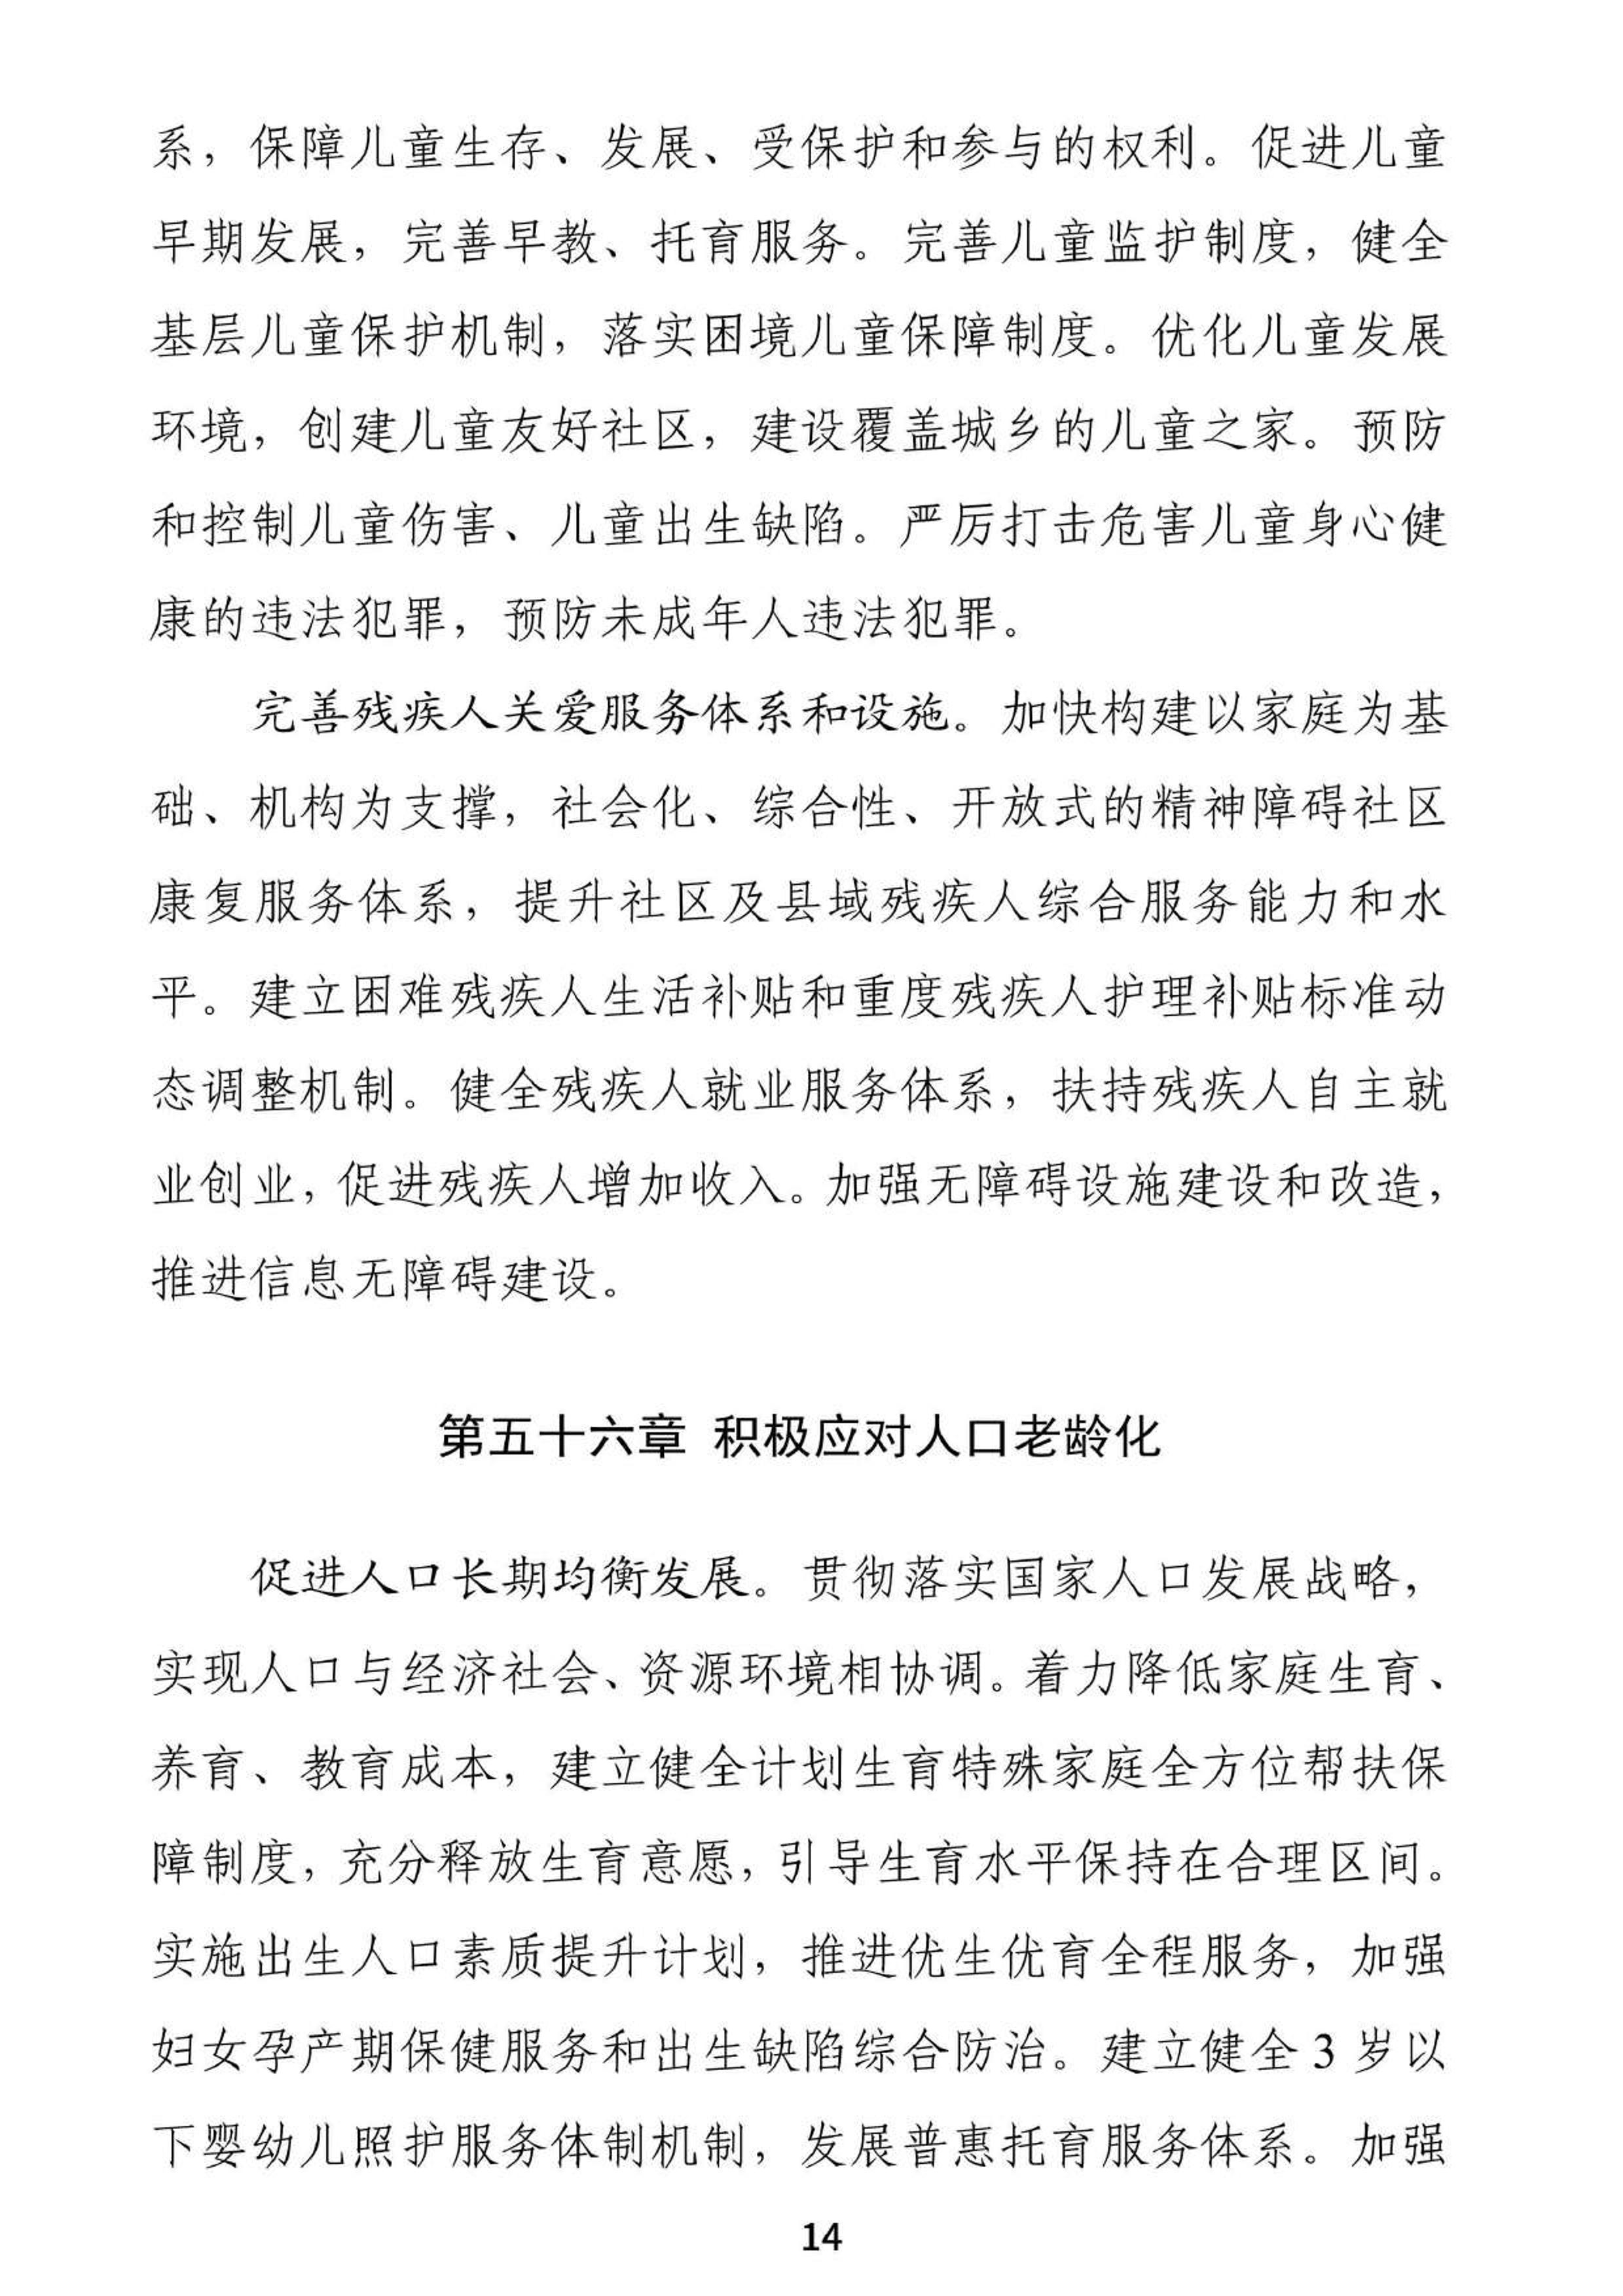 系，保障儿童生存、发展、受保护和参与的权利。促进儿童
早期发展，完善早教、托育服务。完善儿童监护制度，健全
基层儿童保护机制，落实困境儿童保障制度。优化儿童发展
环境，创建儿童友好社区，建设覆盖城乡的儿童之家。预防
和控制儿童伤害、儿童出生缺陷。严厉打击危害儿童身心健
康的违法犯罪，预防未成年人违法犯罪。
完善残疾人关爱服务体系和设施。加快构建以家庭为基
础、机构为支撑，社会化、综合性、开放式的精神障碍社区
康复服务体系，提升社区及县域残疾人综合服务能力和水
平。建立困难残疾人生活补贴和重度残疾人护理补贴标准动
态调整机制。健全残疾人就业服务体系，扶持残疾人自主就
业创业，促进残疾人增加收入。加强无障碍设施建设和改造，
推进信息无障碍建设。
第五十六章 积极应对人口老龄化
促进人口长期均衡发展。贯彻落实国家人口发展战略，
实现人口与经济社会、资源环境相协调。着力降低家庭生育、
养育、教育成本，建立健全计划生育特殊家庭全方位帮扶保
障制度，充分释放生育意愿，引导生育水平保持在合理区间。
实施出生人口素质提升计划，推进优生优育全程服务，加强
妇女孕产期保健服务和出生缺陷综合防治。建立健全 3 岁以
下婴幼儿照护服务体制机制，发展普惠托育服务体系。加强
14